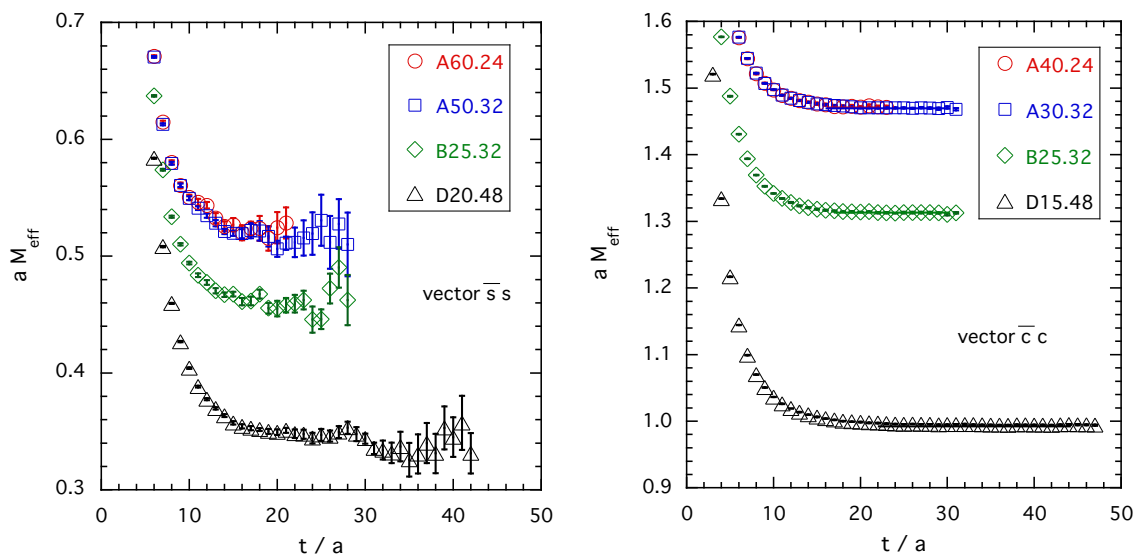 0.7
0.6
0.5
0.4
0.3
a M_eff
A60.24
A50.32
B25.32
D20.48
vector s̅ s
0 10 20 30 40 50
t / a
1.6
1.5
1.4
1.3
1.2
1.1
1.0
0.9
a M_eff
A40.24
A30.32
B25.32
D15.48
vector c̅ c
0 10 20 30 40 50
t / a